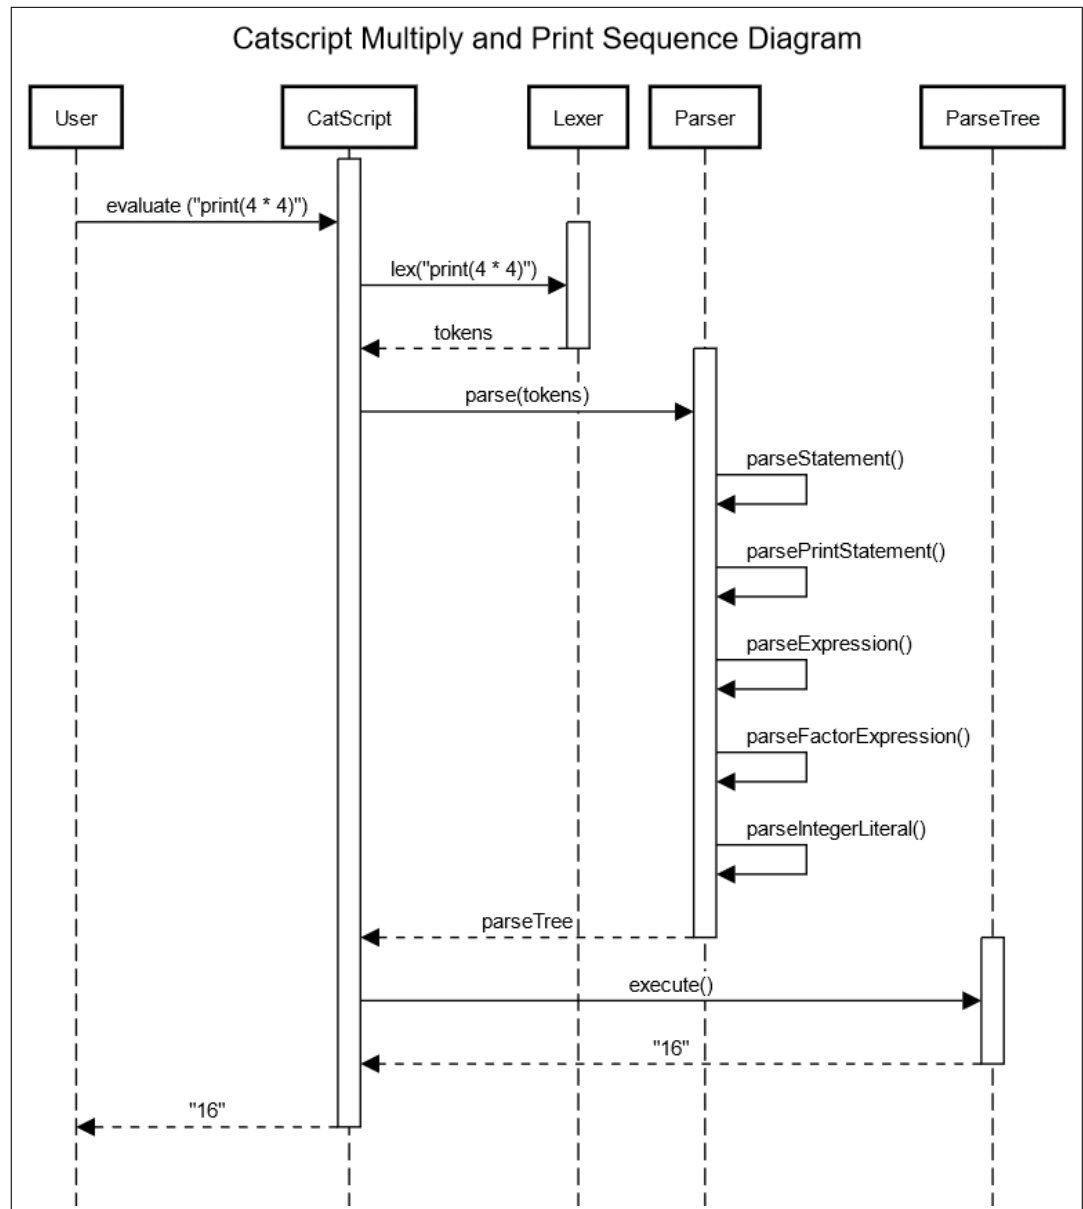 Catscript Multiply and Print Sequence Diagram
User
CatScript
Lexer
Parser
ParseTree
evaluate ("print(4 * 4)")
lex("print(4 * 4)")
tokens
parse(tokens)
parseStatement()
parsePrintStatement()
parseExpression()
parseFactorExpression()
parseIntegerLiteral()
parseTree
execute()
"16"
"16"